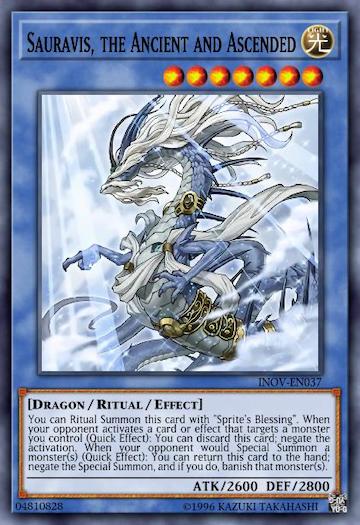 Sauravis, the Ancient and Ascended
LIGHT
光
INOV-EN037
[Dragon / Ritual / Effect]
You can Ritual Summon this card with "Sprite's Blessing". When
your opponent activates a card or effect that targets a monster
you control (Quick Effect): You can discard this card; negate
the activation. When your opponent would Special Summon a
monster(s) (Quick Effect): You can return this card to the hand;
negate the Special Summon, and if you do, banish that monster(s).
ATK/2600 DEF/2800
04810828
©1996 KAZUKI TAKAHASHI